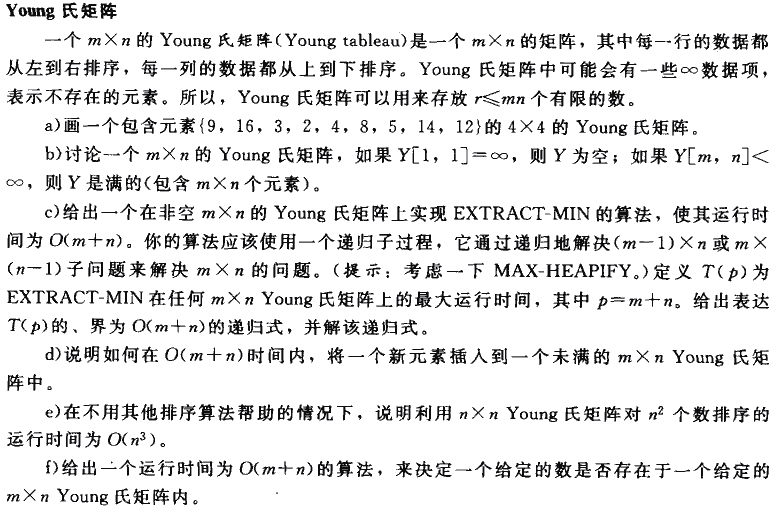 Young 氏矩阵
一个 m×n 的 Young 氏矩阵(Young tableau)是一个 m×n 的矩阵，其中每一行的数据都
从左到右排序，每一列的数据都从上到下排序。Young 氏矩阵中可能会有一些∞数据项，
表示不存在的元素。所以，Young 氏矩阵可以用来存放 r≤mn 个有限的数。
a)画一个包含元素{9，16，3，2，4，8，5，14，12}的 4×4 的 Young 氏矩阵。
b)讨论一个 m×n 的 Young 氏矩阵，如果 Y[1，1]=∞，则 Y 为空；如果 Y[m，n]<
∞，则 Y 是满的(包含 m×n 个元素)。
c)给出一个在非空 m×n 的 Young 氏矩阵上实现 EXTRACT-MIN 的算法，使其运行时
间为 O(m+n)。你的算法应该使用一个递归子过程，它通过递归地解决(m−1)×n 或 m×
(n−1)子问题来解决 m×n 的问题。(提示：考虑一下 MAX-HEAPIFY。)定义 T(p)为
EXTRACT-MIN 在任何 m×n Young 氏矩阵上的最大运行时间，其中 p=m+n。给出表达
T(p)的、界为 O(m+n)的递归式，并解该递归式。
d)说明如何在 O(m+n)时间内，将一个新元素插入到一个未满的 m×n Young 氏矩
阵中。
e)在不用其他排序算法帮助的情况下，说明利用 n×n Young 氏矩阵对 n² 个数排序的
运行时间为 O(n³)。
f)给出一个运行时间为 O(m+n)的算法，来决定一个给定的数是否存在于一个给定的
m×n Young 氏矩阵内。